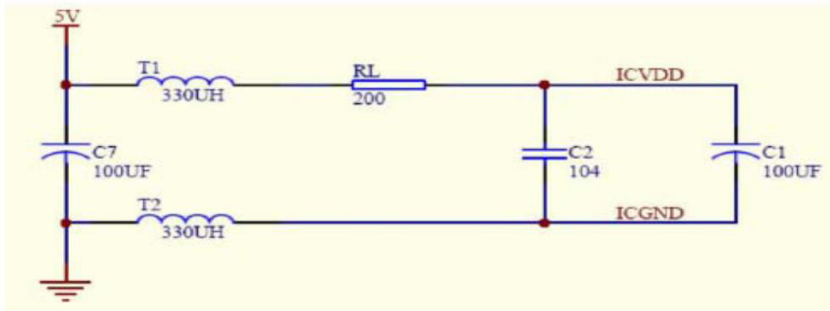 5V
T1
330UH
RL
200
ICVDD
C7
100UF
C2
104
C1
100UF
T2
330UH
ICGND